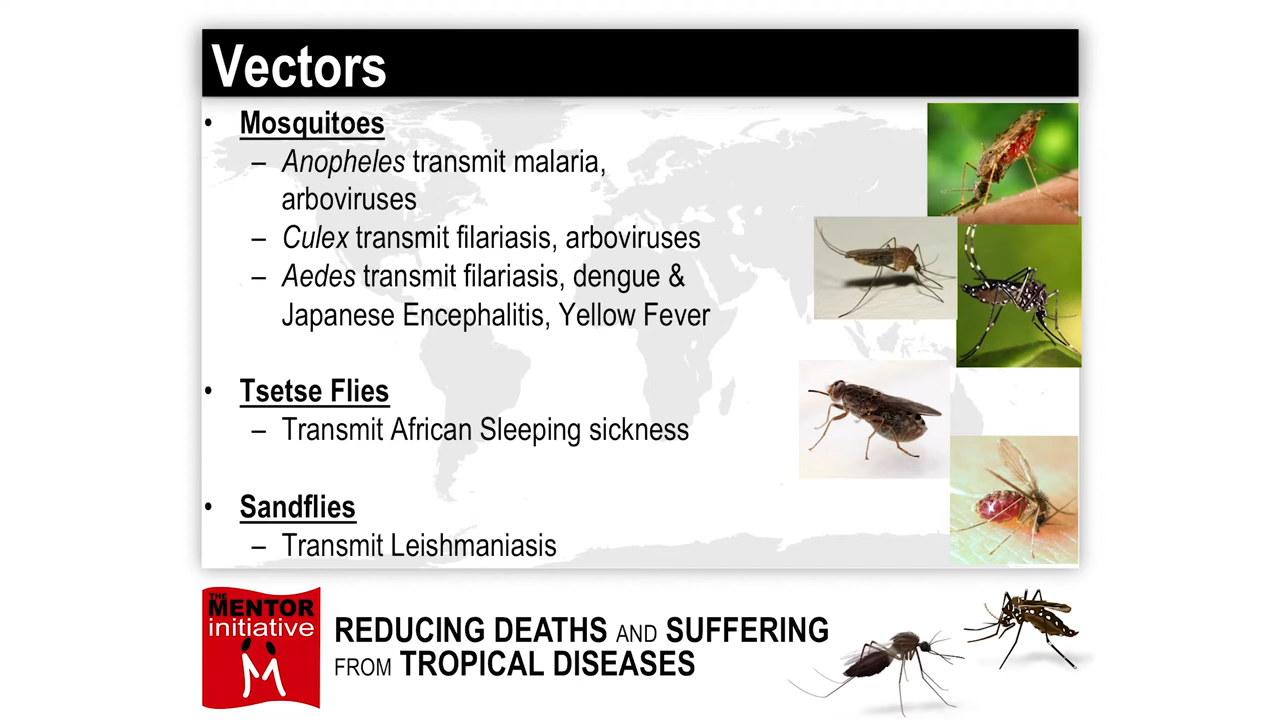 Vectors
• Mosquitoes
– Anopheles transmit malaria,
arboviruses
– Culex transmit filariasis, arboviruses
– Aedes transmit filariasis, dengue &
Japanese Encephalitis, Yellow Fever
• Tsetse Flies
– Transmit African Sleeping sickness
• Sandflies
– Transmit Leishmaniasis
THE
MENTOR
initiative
REDUCING DEATHS AND SUFFERING
FROM TROPICAL DISEASES